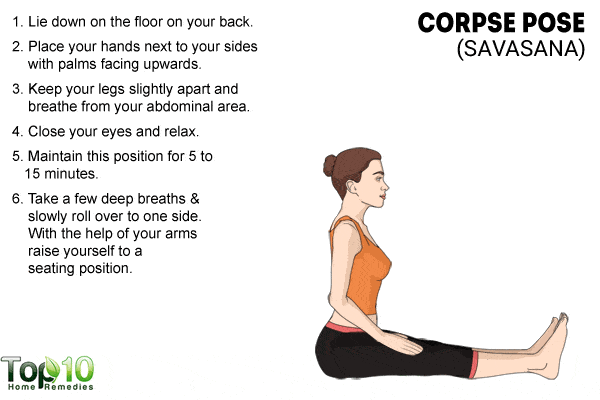 1. Lie down on the floor on your back.
2. Place your hands next to your sides
with palms facing upwards.
3. Keep your legs slightly apart and
breathe from your abdominal area.
4. Close your eyes and relax.
5. Maintain this position for 5 to
15 minutes.
6. Take a few deep breaths &
slowly roll over to one side.
With the help of your arms
raise yourself to a
seating position.
CORPSE POSE
(SAVASANA)
Top10
Home Remedies